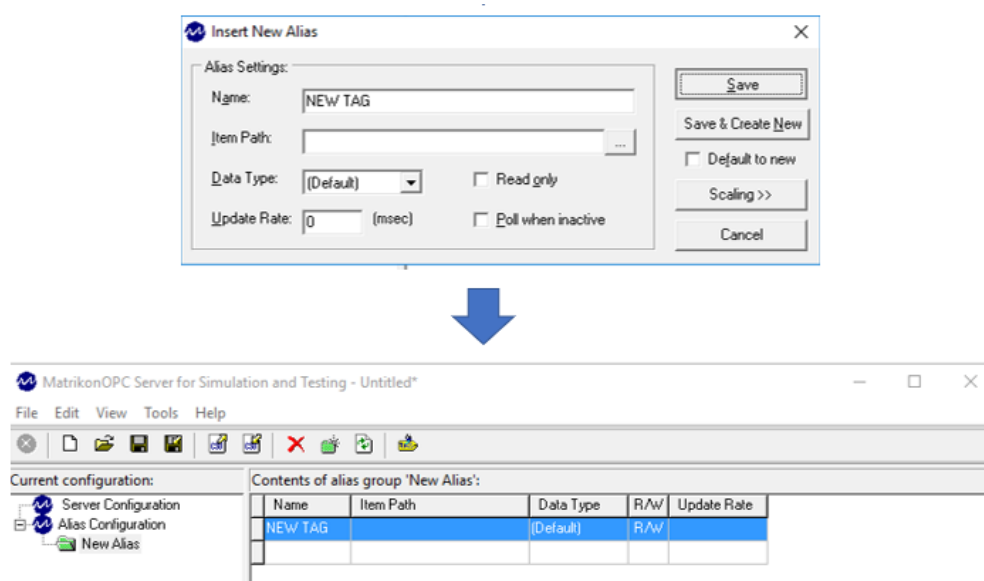 Insert New Alias
Alias Settings:
Name: NEW TAG
Save
Item Path: ...
Save & Create New
Default to new
Data Type: (Default) Read only
Scaling >>
Update Rate: 0 (msec) Poll when inactive
Cancel
MatrikonOPC Server for Simulation and Testing - Untitled*
File Edit View Tools Help
Current configuration:
Contents of alias group 'New Alias':
Server Configuration
Alias Configuration
New Alias
Name Item Path Data Type R/W Update Rate
NEW TAG (Default) R/W